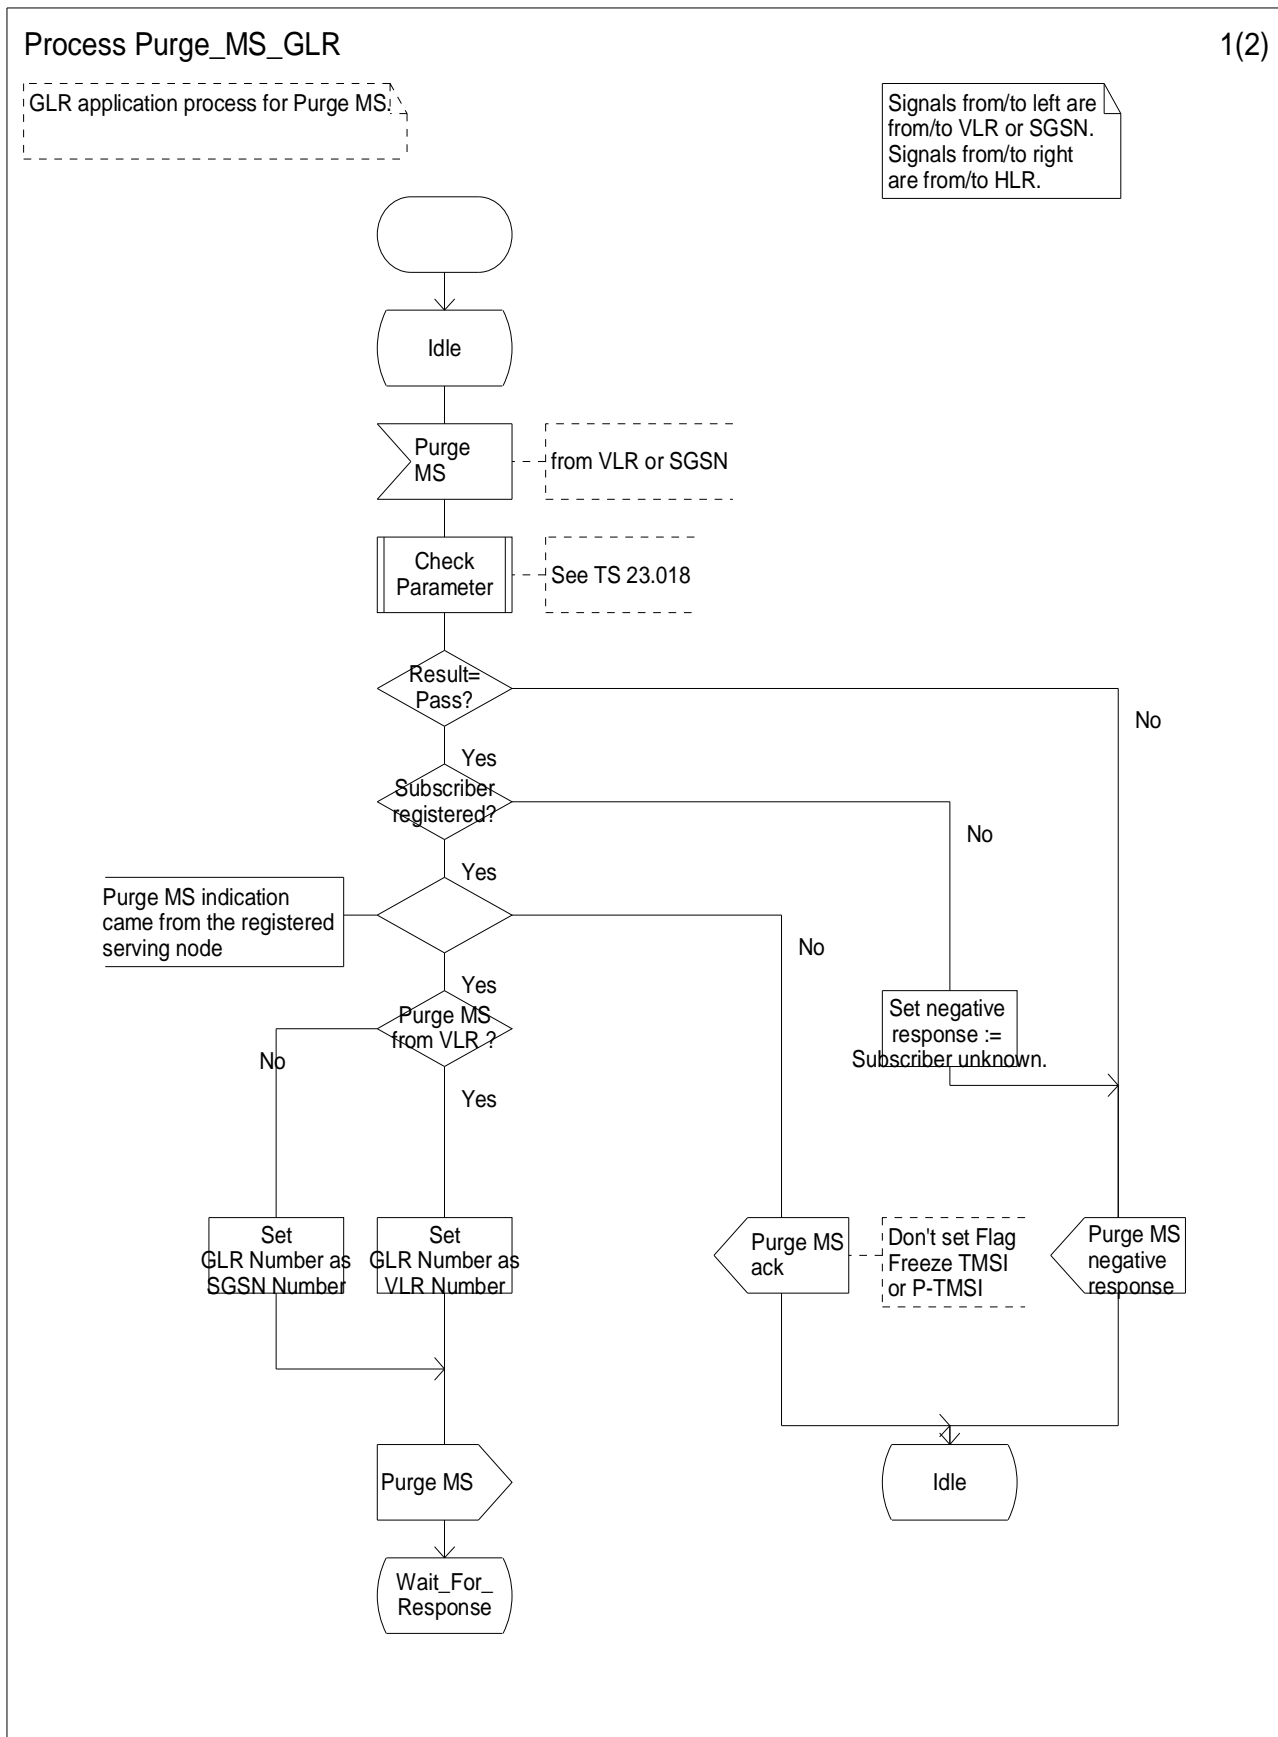 Process Purge_MS_GLR
1(2)
GLR application process for Purge MS.
Signals from/to left are
from/to VLR or SGSN.
Signals from/to right
are from/to HLR.
Idle
Purge
MS
from VLR or SGSN
Check
Parameter
See TS 23.018
Result=
Pass?
No
Yes
Subscriber
registered?
No
Yes
Purge MS indication
came from the registered
serving node
No
Yes
Purge MS
from VLR ?
No
Yes
Set negative
response :=
Subscriber unknown.
Set
GLR Number as
SGSN Number
Set
GLR Number as
VLR Number
Purge MS
ack
Don't set Flag
Freeze TMSI
or P-TMSI
Purge MS
negative
response
Purge MS
Idle
Wait_For_
Response